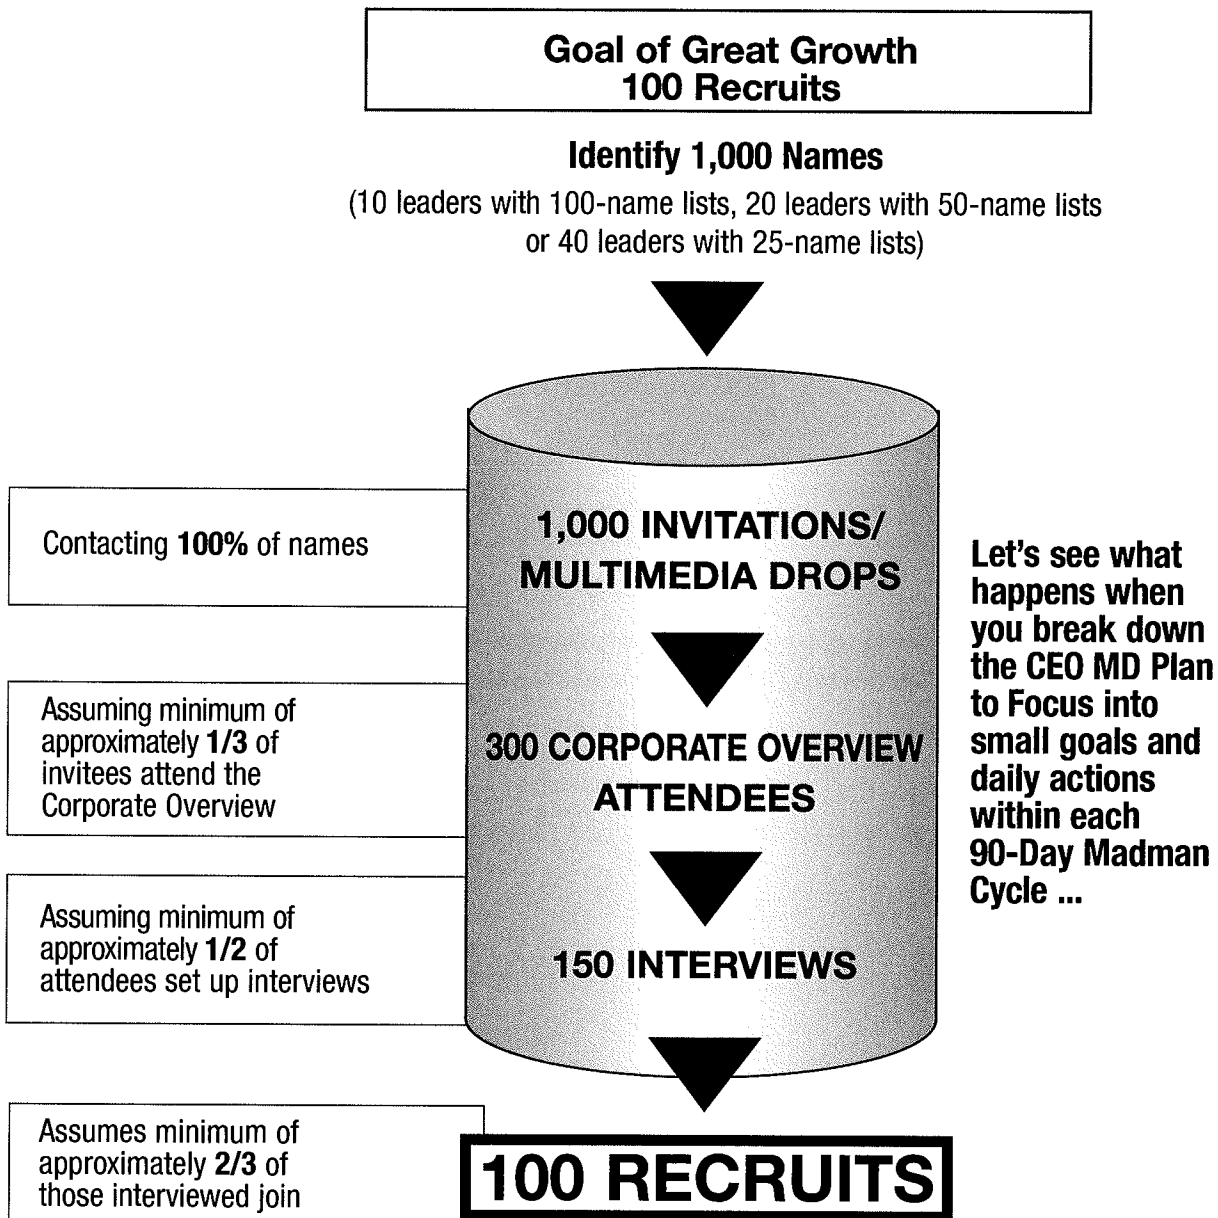 Goal of Great Growth
100 Recruits
Identify 1,000 Names
(10 leaders with 100-name lists, 20 leaders with 50-name lists
or 40 leaders with 25-name lists)
Contacting 100% of names
1,000 INVITATIONS/
MULTIMEDIA DROPS
Assuming minimum of
approximately 1/3 of
invitees attend the
Corporate Overview
300 CORPORATE OVERVIEW
ATTENDEES
Assuming minimum of
approximately 1/2 of
attendees set up interviews
150 INTERVIEWS
Assumes minimum of
approximately 2/3 of
those interviewed join
100 RECRUITS
Let's see what
happens when
you break down
the CEO MD Plan
to Focus into
small goals and
daily actions
within each
90-Day Madman
Cycle ...